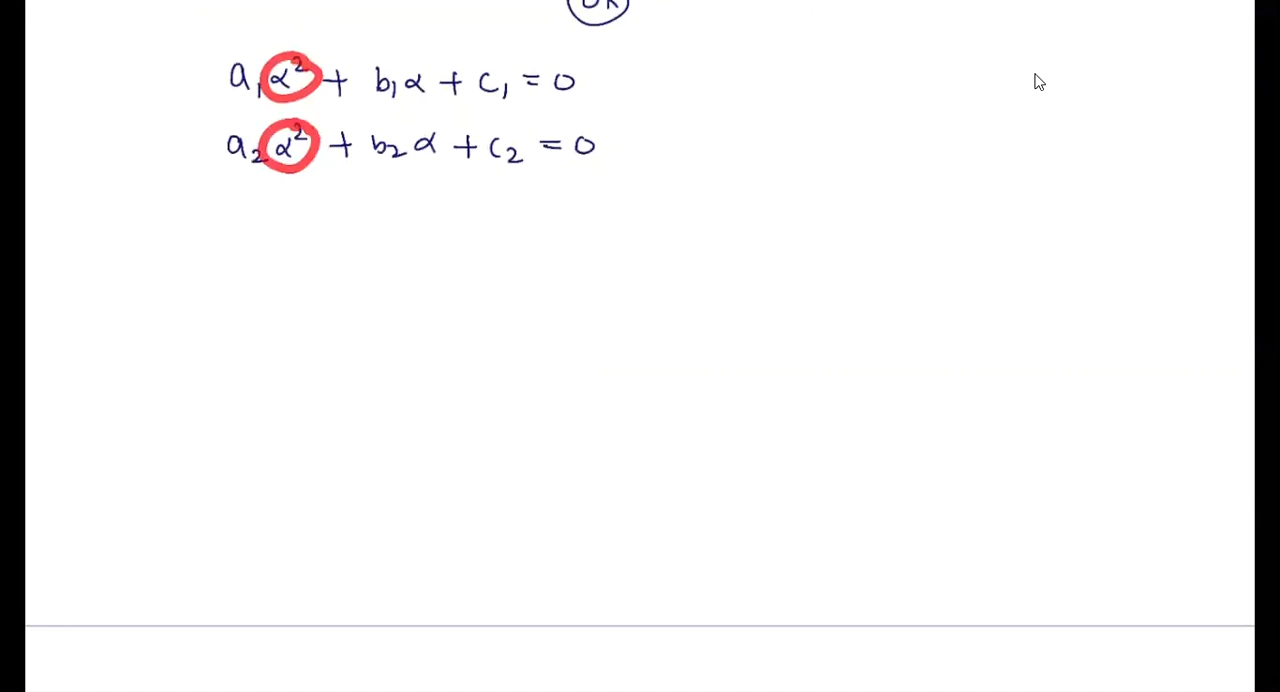 a₁α² + b₁α + c₁ = 0
a₂α² + b₂α + c₂ = 0